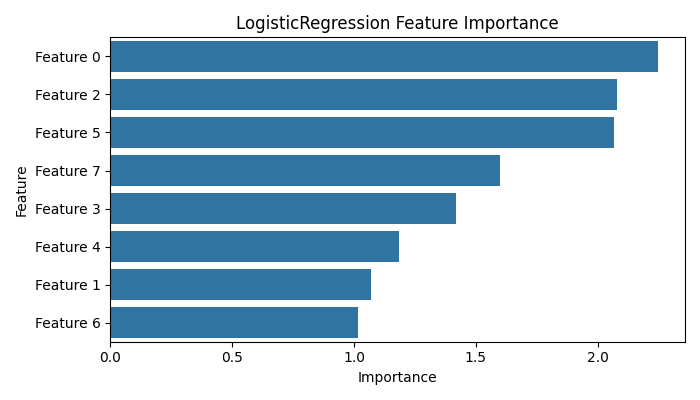 LogisticRegression Feature Importance
Feature 0
Feature 2
Feature 5
Feature 7
Feature 3
Feature 4
Feature 1
Feature 6
Feature
0.0 0.5 1.0 1.5 2.0
Importance